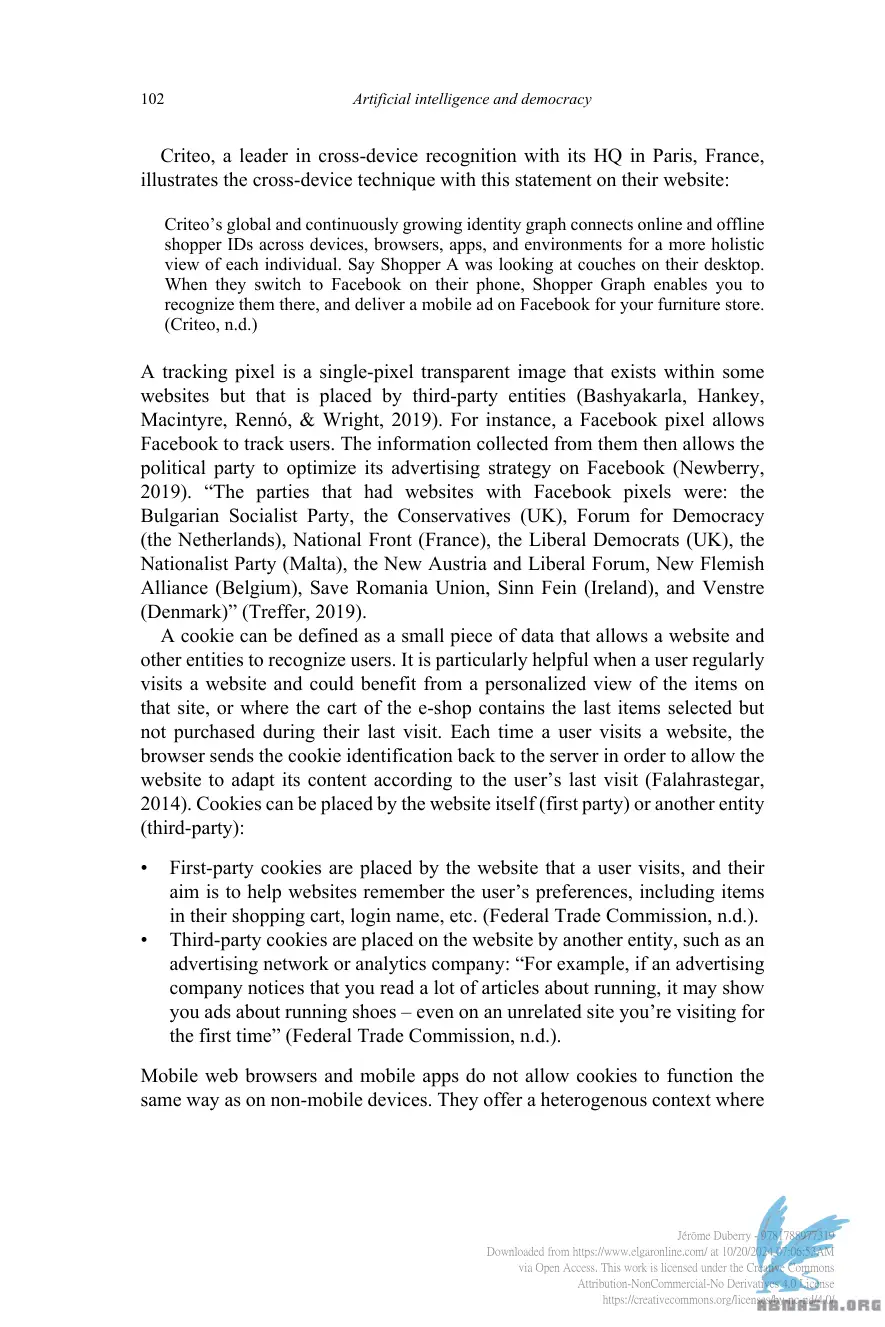 102
Artificial intelligence and democracy
Criteo, a leader in cross-device recognition with its HQ in Paris, France,
illustrates the cross-device technique with this statement on their website:
Criteo’s global and continuously growing identity graph connects online and offline
shopper IDs across devices, browsers, apps, and environments for a more holistic
view of each individual. Say Shopper A was looking at couches on their desktop.
When they switch to Facebook on their phone, Shopper Graph enables you to
recognize them there, and deliver a mobile ad on Facebook for your furniture store.
(Criteo, n.d.)
A tracking pixel is a single-pixel transparent image that exists within some
websites but that is placed by third-party entities (Bashyakarla, Hankey,
Macintyre, Rennó, & Wright, 2019). For instance, a Facebook pixel allows
Facebook to track users. The information collected from them then allows the
political party to optimize its advertising strategy on Facebook (Newberry,
2019). “The parties that had websites with Facebook pixels were: the
Bulgarian Socialist Party, the Conservatives (UK), Forum for Democracy
(the Netherlands), National Front (France), the Liberal Democrats (UK), the
Nationalist Party (Malta), the New Austria and Liberal Forum, New Flemish
Alliance (Belgium), Save Romania Union, Sinn Fein (Ireland), and Venstre
(Denmark)” (Treffer, 2019).
A cookie can be defined as a small piece of data that allows a website and
other entities to recognize users. It is particularly helpful when a user regularly
visits a website and could benefit from a personalized view of the items on
that site, or where the cart of the e-shop contains the last items selected but
not purchased during their last visit. Each time a user visits a website, the
browser sends the cookie identification back to the server in order to allow the
website to adapt its content according to the user’s last visit (Falahrastegar,
2014). Cookies can be placed by the website itself (first party) or another entity
(third-party):
• First-party cookies are placed by the website that a user visits, and their
aim is to help websites remember the user’s preferences, including items
in their shopping cart, login name, etc. (Federal Trade Commission, n.d.).
• Third-party cookies are placed on the website by another entity, such as an
advertising network or analytics company: “For example, if an advertising
company notices that you read a lot of articles about running, it may show
you ads about running shoes – even on an unrelated site you’re visiting for
the first time” (Federal Trade Commission, n.d.).
Mobile web browsers and mobile apps do not allow cookies to function the
same way as on non-mobile devices. They offer a heterogenous context where
Jérôme Duberry - 9781788977319
Downloaded from https://www.elgaronline.com/ at 10/20/2024 07:06:52AM
via Open Access. This work is licensed under the Creative Commons
Attribution-NonCommercial-No Derivatives 4.0 License
https://creativecommons.org/licenses/by-nc-nd/4.0/
ABTNASIA.ORG